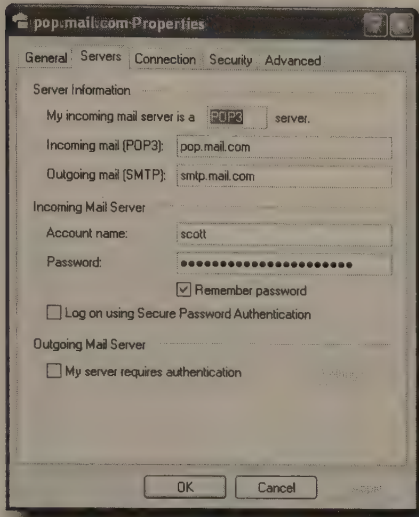 pop.mail.com Properties
General Servers Connection Security Advanced
Server Information
My incoming mail server is a POP3 server.
Incoming mail (POP3): pop.mail.com
Outgoing mail (SMTP): smtp.mail.com
Incoming Mail Server
Account name: scott
Password: ●●●●●●●●●●●●●●●●●●●●●●
Remember password
Log on using Secure Password Authentication
Outgoing Mail Server
My server requires authentication
OK Cancel